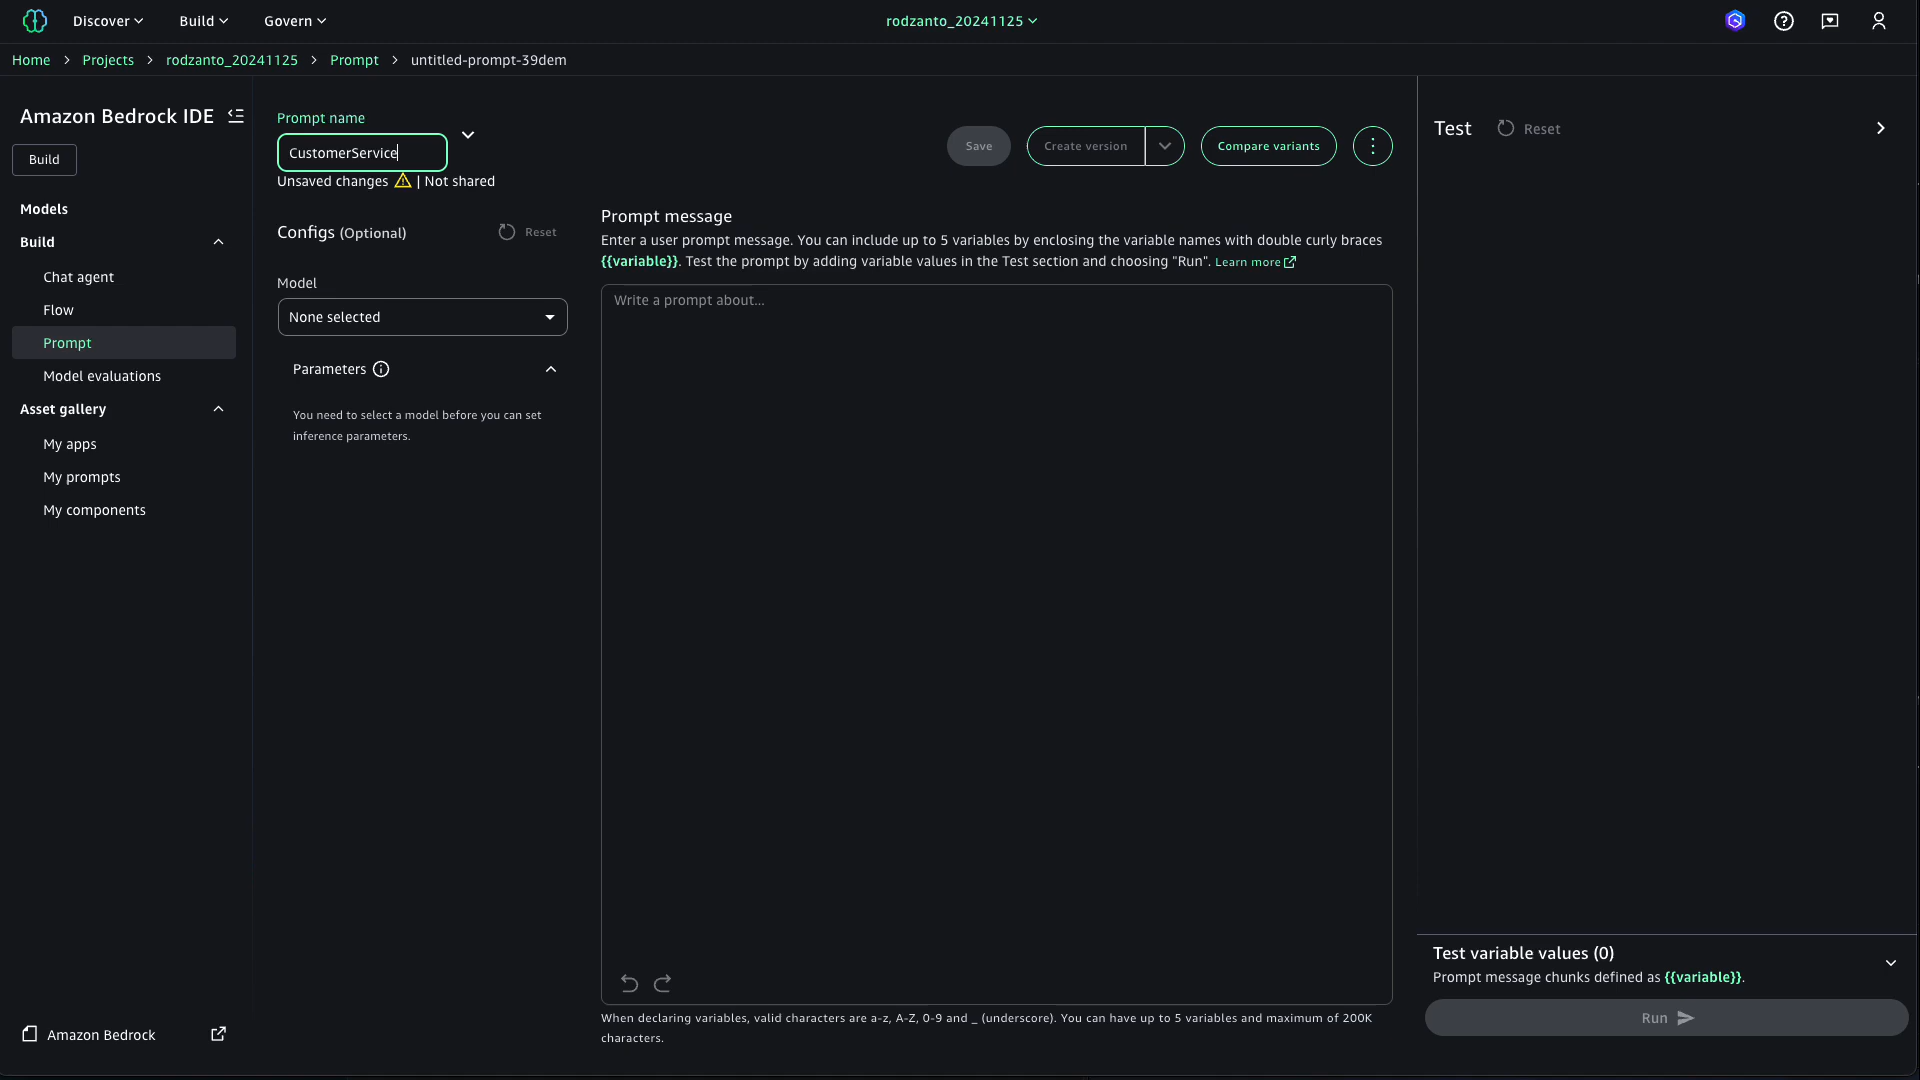 Discover
Build
Govern
rodzanto_20241125
Home > Projects > rodzanto_20241125 > Prompt > untitled-prompt-39dem
Amazon Bedrock IDE
Build
Models
Build
Chat agent
Flow
Prompt
Model evaluations
Asset gallery
My apps
My prompts
My components
Amazon Bedrock
Prompt name
CustomerService
Unsaved changes | Not shared
Save
Create version
Compare variants
Configs (Optional)
Reset
Model
None selected
Parameters
You need to select a model before you can set
inference parameters.
Prompt message
Enter a user prompt message. You can include up to 5 variables by enclosing the variable names with double curly braces
{{variable}}. Test the prompt by adding variable values in the Test section and choosing "Run". Learn more
Write a prompt about...
When declaring variables, valid characters are a-z, A-Z, 0-9 and _ (underscore). You can have up to 5 variables and maximum of 200K
characters.
Test
Reset
Test variable values (0)
Prompt message chunks defined as {{variable}}.
Run